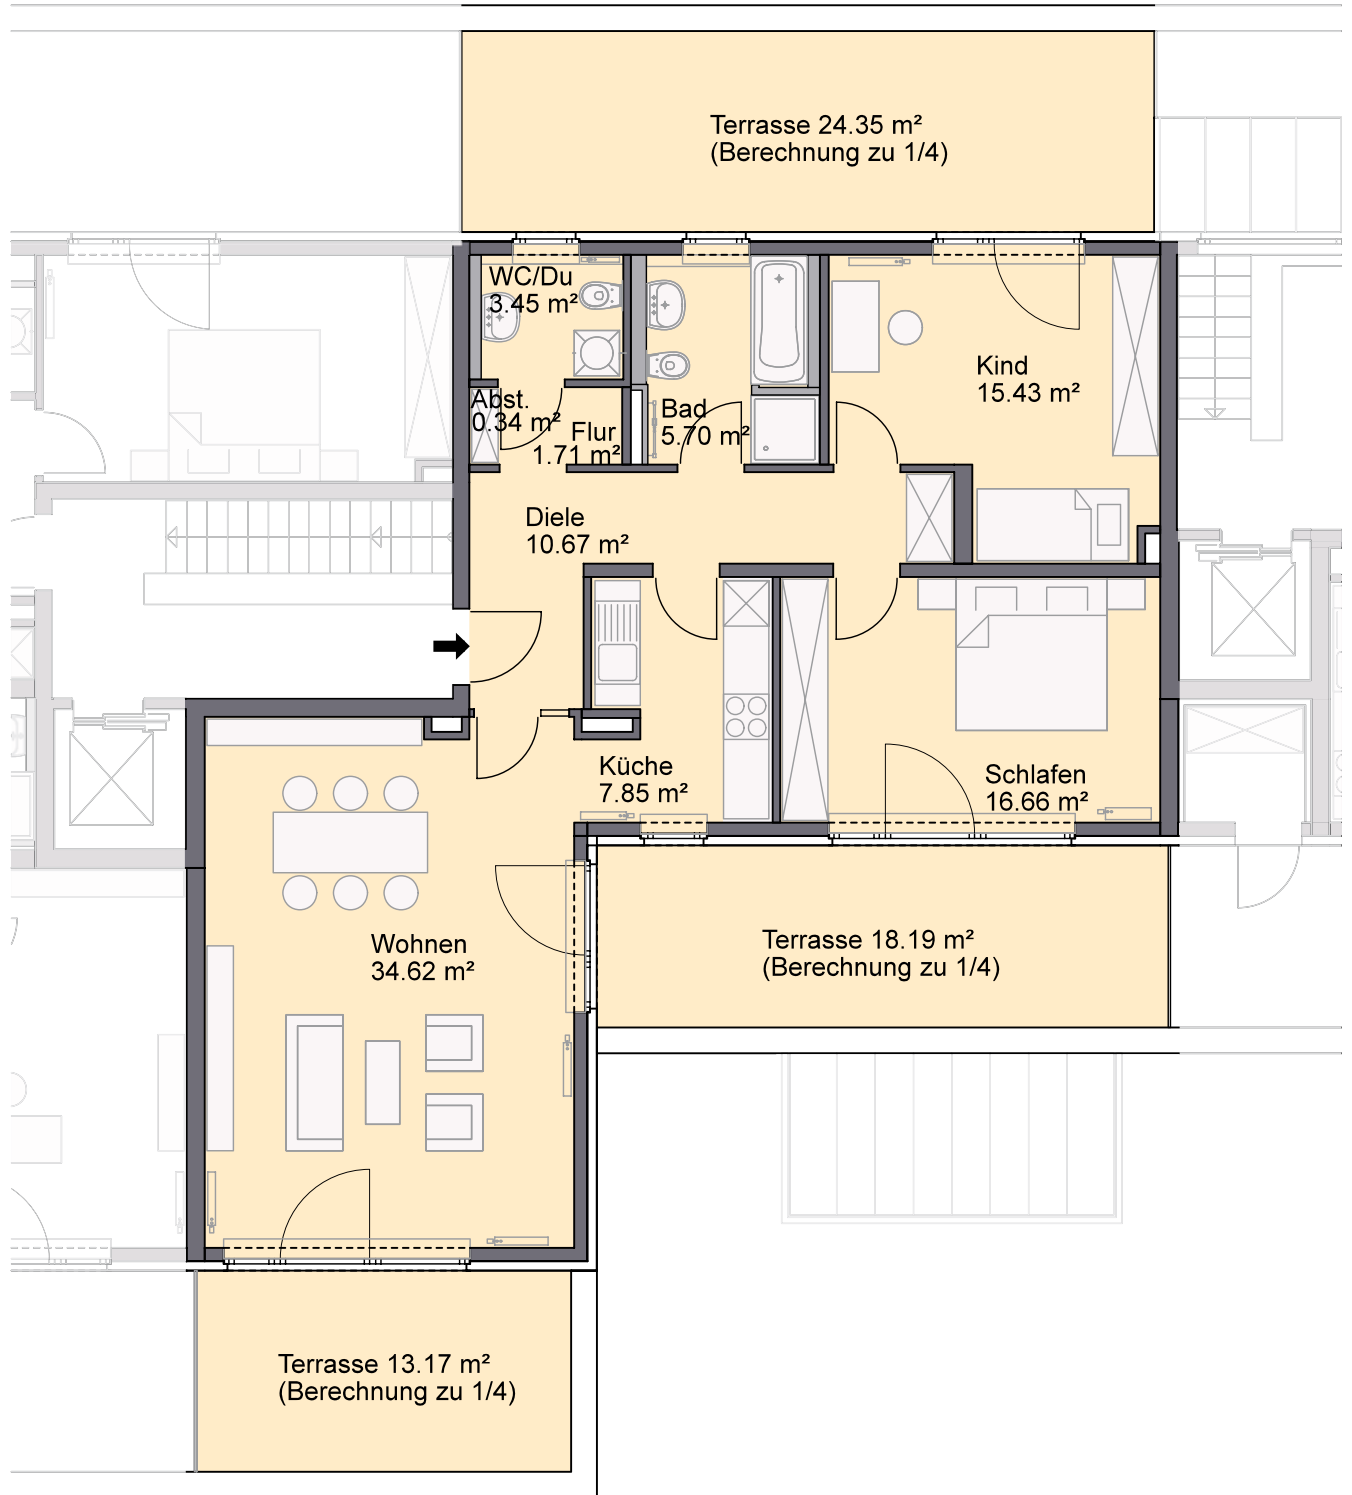 Terrasse 24.35 m²
(Berechnung zu 1/4)
WC/Du
3.45 m²
Kind
15.43 m²
Abst.
0.34 m²
Flur
1.71 m²
Bad
5.70 m²
Diele
10.67 m²
Küche
7.85 m²
Schlafen
16.66 m²
Wohnen
34.62 m²
Terrasse 18.19 m²
(Berechnung zu 1/4)
Terrasse 13.17 m²
(Berechnung zu 1/4)